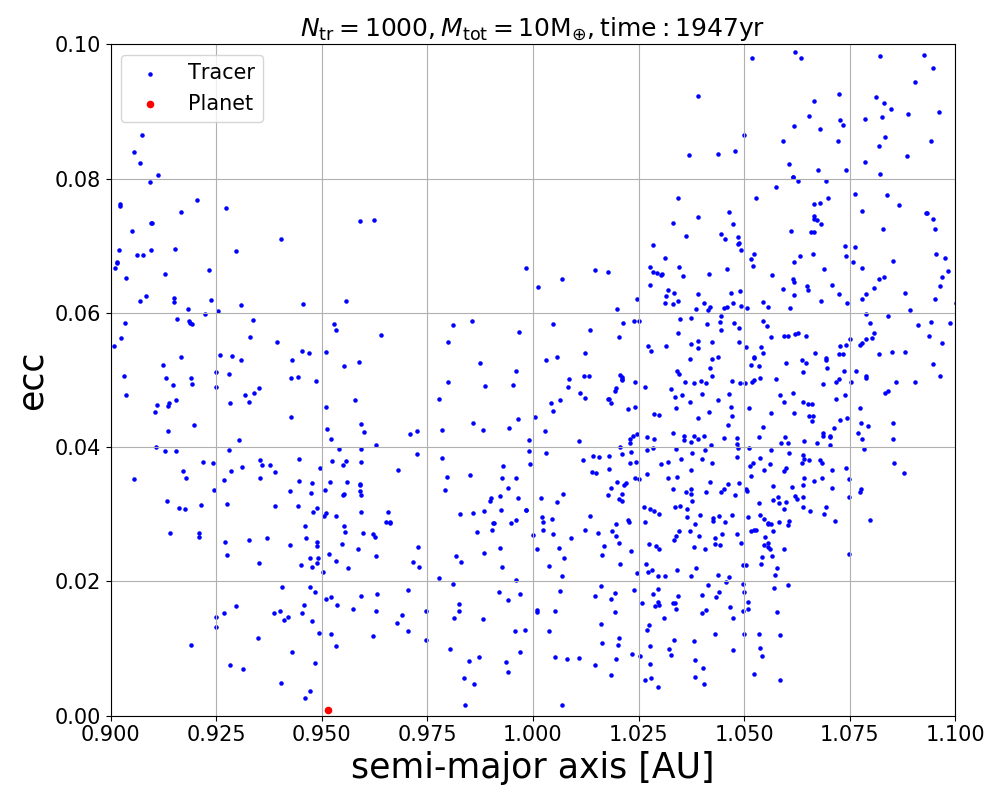 N_tr = 1000, M_tot = 10M_⊕, time : 1947yr
Tracer
Planet
0.10
0.08
0.06
0.04
0.02
0.00
ecc
0.900 0.925 0.950 0.975 1.000 1.025 1.050 1.075 1.100
semi-major axis [AU]